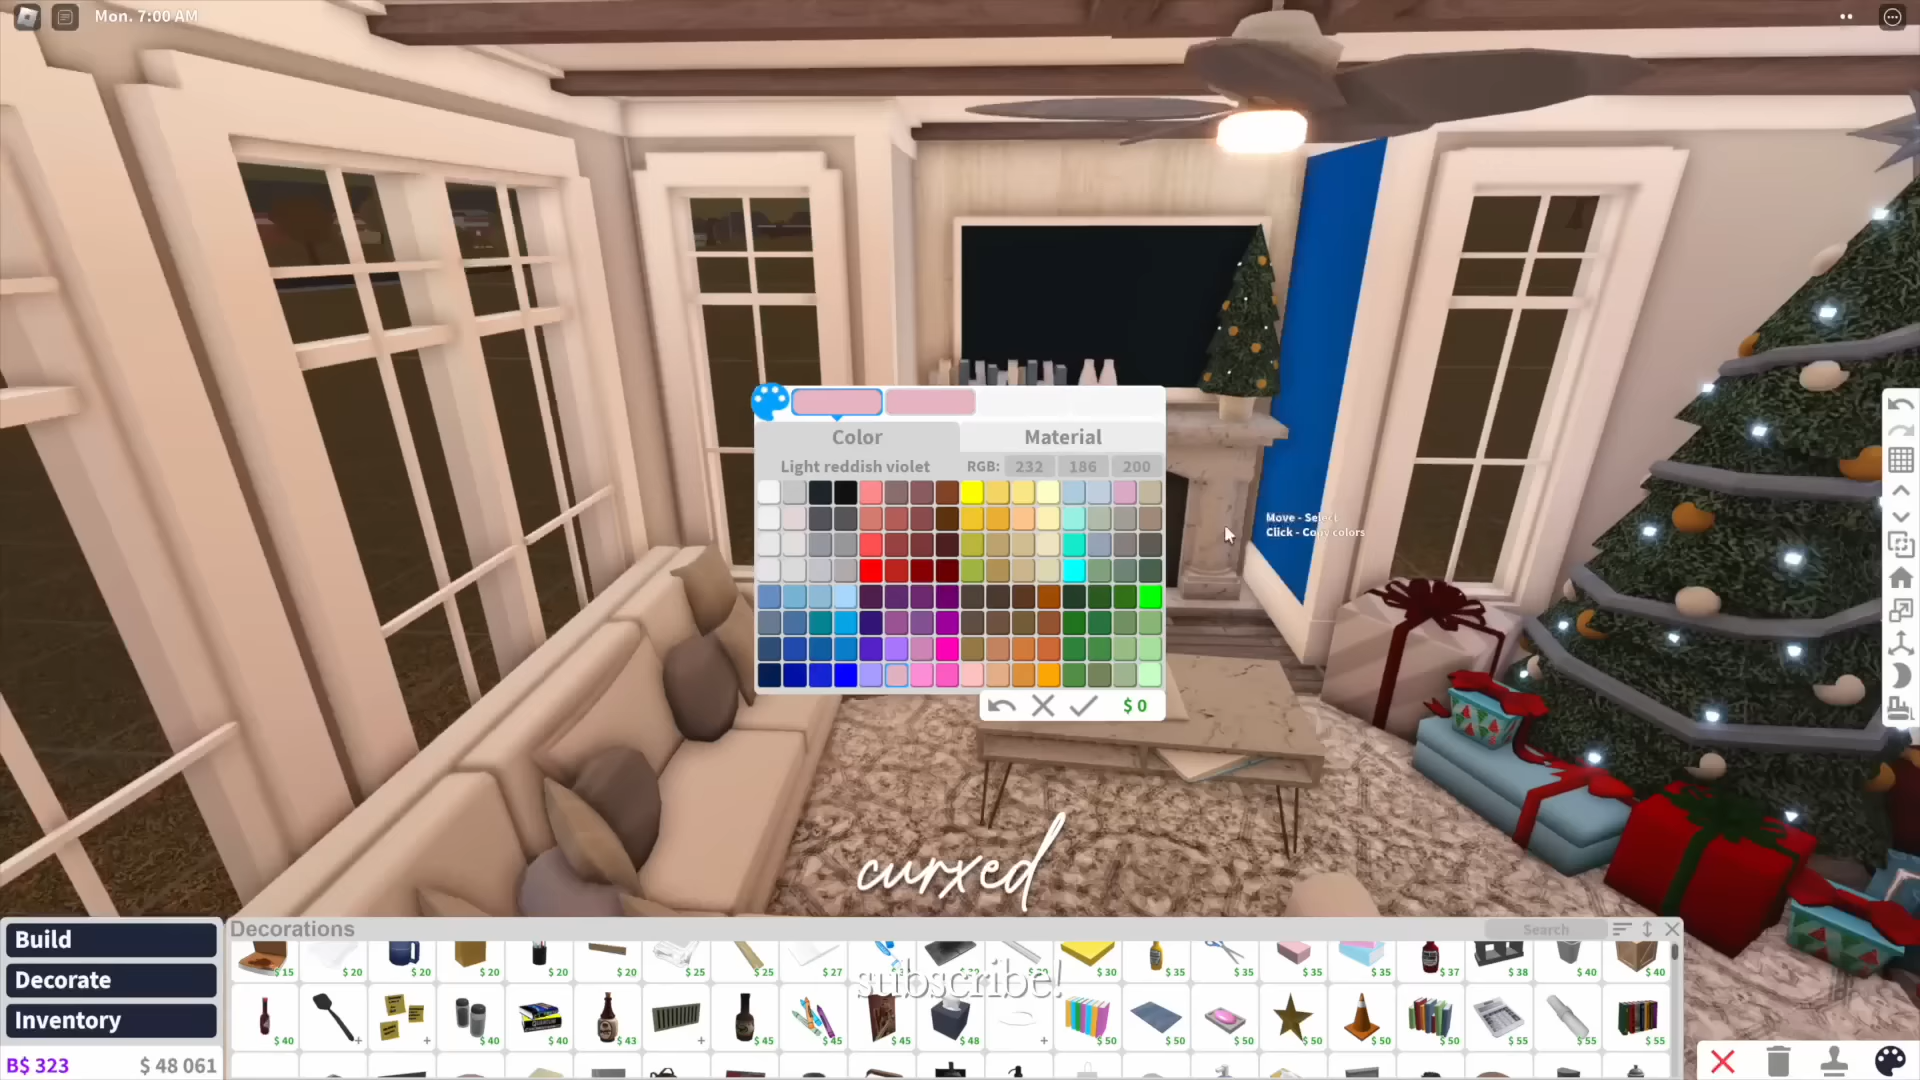 Mon. 7:00 AM
Color
Material
Light reddish violet
RGB: 232 186 200
Move - Select
Click - Copy colors
$ 0
curxed
subscribe!
Build
Decorate
Inventory
B$ 323
$ 48 061
Decorations
Search
$ 15
$ 20
$ 20
$ 20
$ 20
$ 20
$ 25
$ 25
$ 27
$ 30
$ 35
$ 35
$ 35
$ 35
$ 37
$ 38
$ 40
$ 40
$ 40
+
+
$ 40
$ 40
$ 43
+
$ 45
$ 45
$ 45
$ 48
+
$ 50
$ 50
$ 50
$ 50
$ 50
$ 50
$ 55
$ 55
$ 55